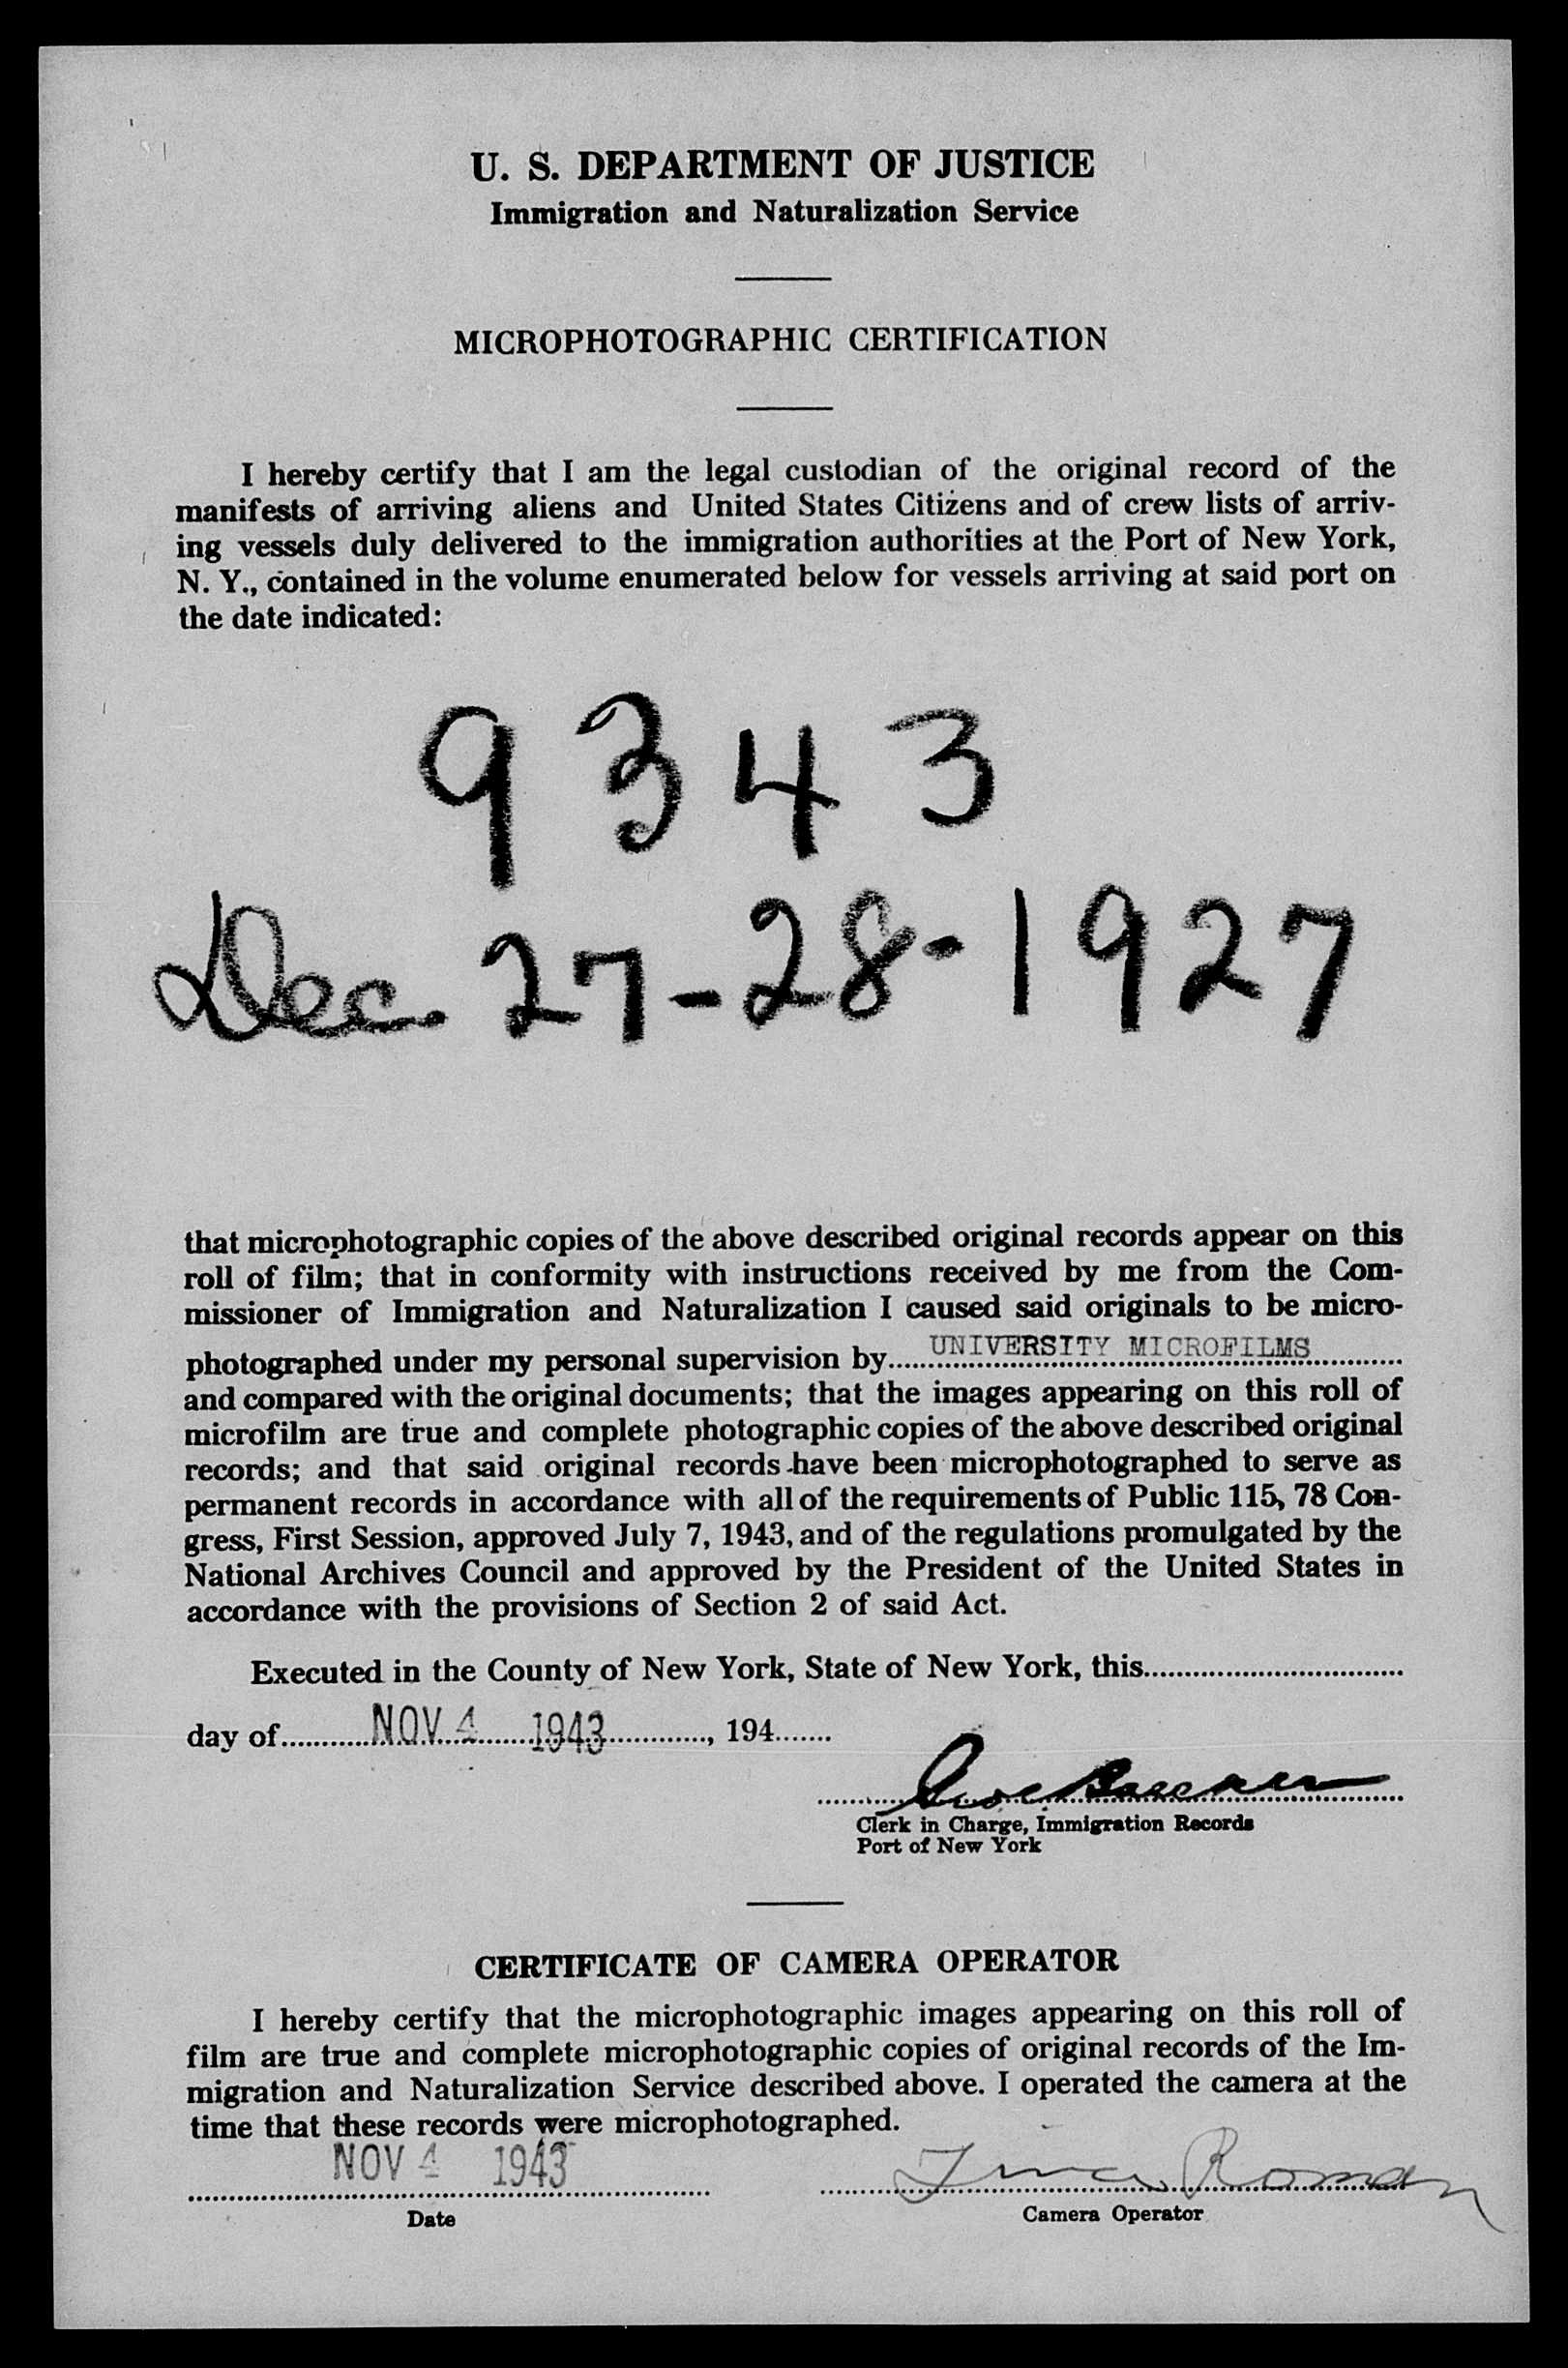 U. S. DEPARTMENT OF JUSTICE
Immigration and Naturalization Service
MICROPHOTOGRAPHIC CERTIFICATION
I hereby certify that I am the legal custodian of the original record of the
manifests of arriving aliens and United States Citizens and of crew lists of arriv-
ing vessels duly delivered to the immigration authorities at the Port of New York,
N. Y., contained in the volume enumerated below for vessels arriving at said port on
the date indicated:
9343
Dec. 27-28-1927
that microphotographic copies of the above described original records appear on this
roll of film; that in conformity with instructions received by me from the Com-
missioner of Immigration and Naturalization I caused said originals to be micro-
photographed under my personal supervision by UNIVERSITY MICROFILMS
and compared with the original documents; that the images appearing on this roll of
microfilm are true and complete photographic copies of the above described original
records; and that said original records have been microphotographed to serve as
permanent records in accordance with all of the requirements of Public 115, 78 Con-
gress, First Session, approved July 7, 1943, and of the regulations promulgated by the
National Archives Council and approved by the President of the United States in
accordance with the provisions of Section 2 of said Act.
Executed in the County of New York, State of New York, this
day of NOV 4 1943, 194
Clerk in Charge, Immigration Records
Port of New York
CERTIFICATE OF CAMERA OPERATOR
I hereby certify that the microphotographic images appearing on this roll of
film are true and complete microphotographic copies of original records of the Im-
migration and Naturalization Service described above. I operated the camera at the
time that these records were microphotographed.
NOV 4 1943 Roman
Date Camera Operator